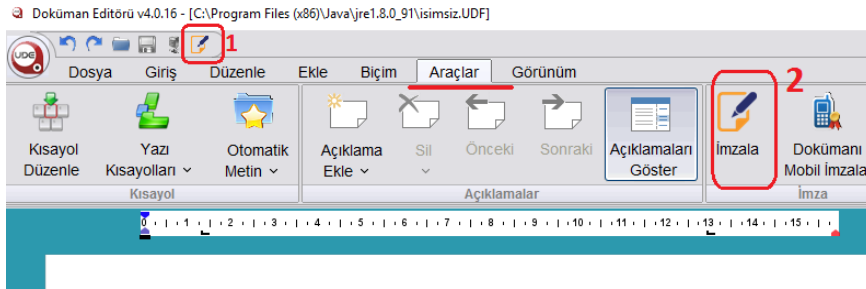 Doküman Editörü v4.0.16 - [C:\Program Files (x86)\Java\jre1.8.0_91\isimsiz.UDF]
UDE
1
Dosya Giriş Düzenle Ekle Biçim Araçlar Görünüm
2
Kısayol Düzenle
Yazı Kısayolları
Otomatik Metin
Açıklama Ekle
Sil
Önceki
Sonraki
Açıklamaları Göster
İmzala
Dokümanı Mobil İmzala
Kısayol Açıklamalar İmza
0 1 2 3 4 5 6 7 8 9 10 11 12 13 14 15